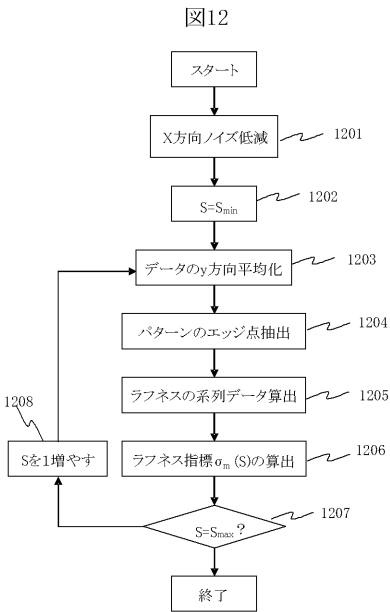 図12
スタート
X方向ノイズ低減
1201
S=Smin
1202
データのy方向平均化
1203
パターンのエッジ点抽出
1204
ラフネスの系列データ算出
1205
1208
Sを1増やす
ラフネス指標σm(S)の算出
1206
S=Smax?
1207
終了